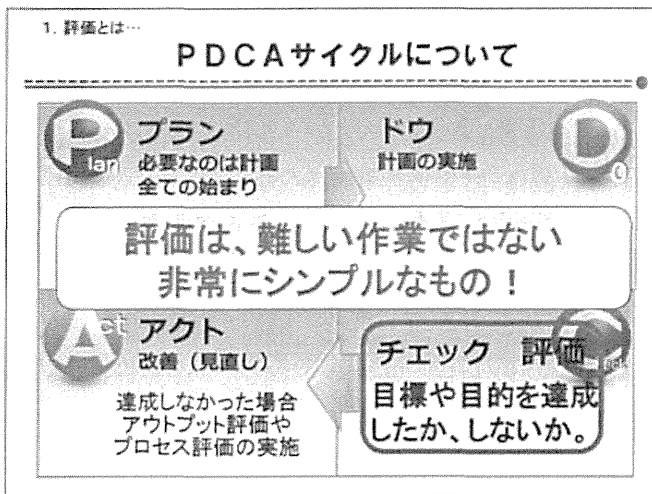 1. 評価とは…
PDCAサイクルについて
Plan
プラン
必要なのは計画
全ての始まり
ドウ
計画の実施
Do
評価は、難しい作業ではない
非常にシンプルなもの！
Act
アクト
改善（見直し）
達成しなかった場合
アウトプット評価や
プロセス評価の実施
チェック 評価
目標や目的を達成
したか、しないか。